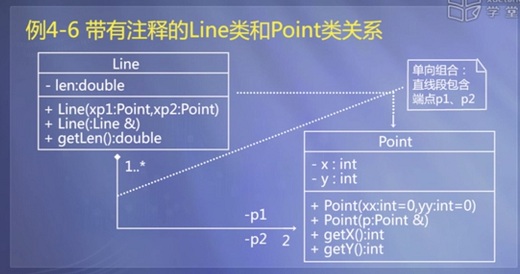 学堂
例4-6 带有注释的Line类和Point类关系
Line
- len:double
+ Line(xp1:Point,xp2:Point)
+ Line(:Line &)
+ getLen():double
单向组合：
直线段包含
端点p1、p2
1..*
Point
- x : int
- y : int
+ Point(xx:int=0,yy:int=0)
+ Point(p:Point &)
+ getX():int
+ getY():int
-p1
-p2
2